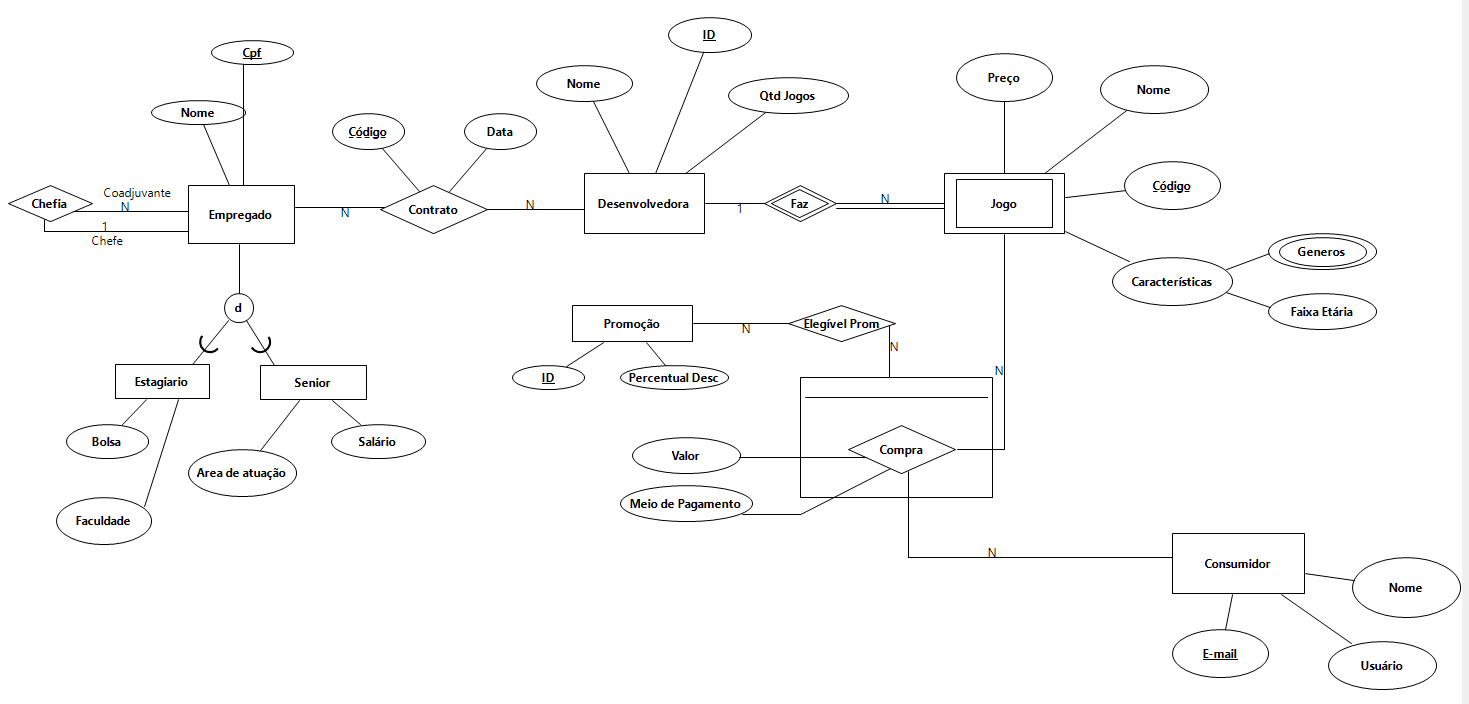 ID
Cpf
Nome
Nome
Qtd Jogos
Preço
Nome
Código
Data
Código
Chefia
Coadjuvante
N
1
Chefe
Empregado
N
Contrato
N
Desenvolvedora
1
Faz
N
Jogo
Características
Generos
Faixa Etária
d
Promoção
N
Elegível Prom
N
ID
Percentual Desc
N
Estagiario
Senior
Bolsa
Salário
Area de atuação
Faculdade
Compra
Valor
Meio de Pagamento
N
Consumidor
Nome
E-mail
Usuário